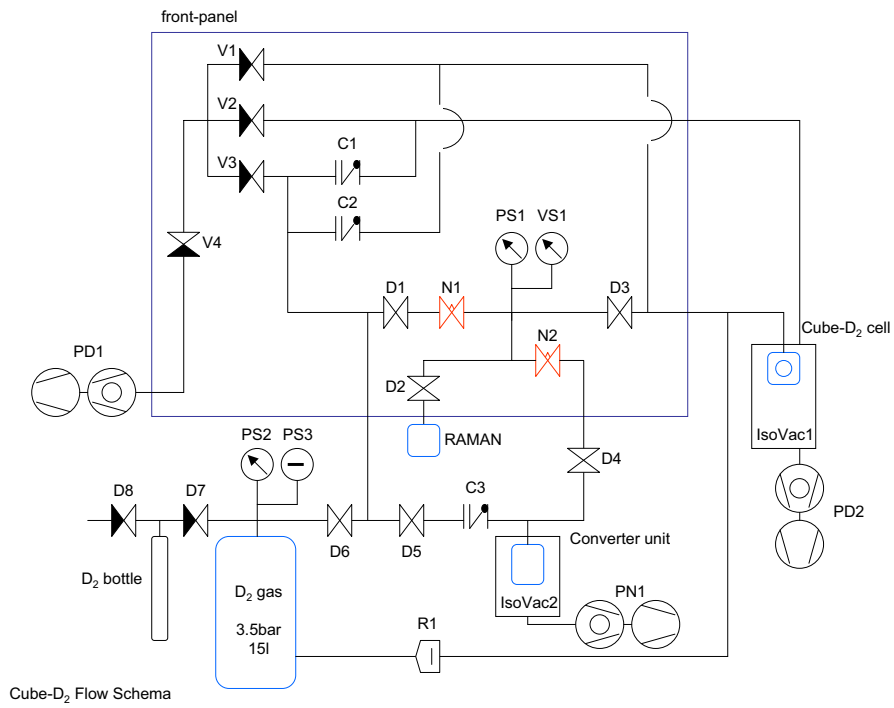 front-panel
V1
V2
C1
V3
C2
PS1 VS1
V4
D1 N1 D3
Cube-D₂ cell
N2
PD1
D2
IsoVac1
RAMAN
PS2 PS3
D4
C3
D8 D7
PD2
D6 D5
Converter unit
D₂ bottle
D₂ gas
3.5bar
15l
IsoVac2
PN1
R1
Cube-D₂ Flow Schema